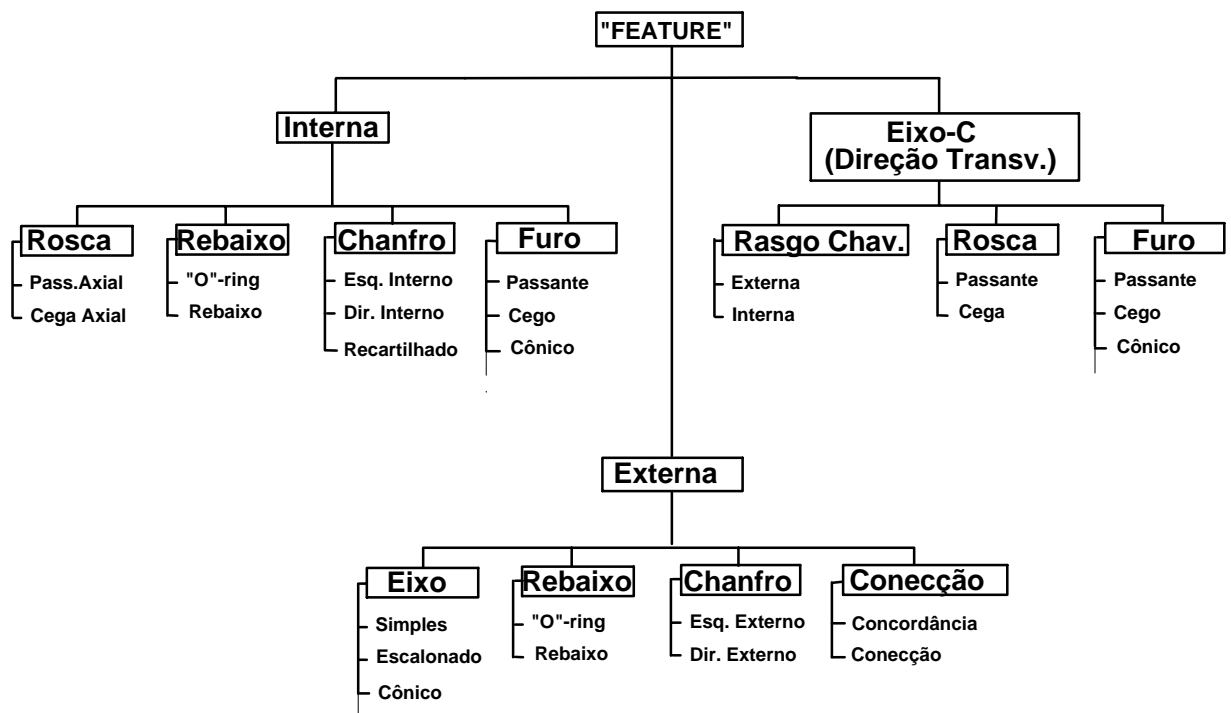 "FEATURE"
Interna
Eixo-C
(Direção Transv.)
Rosca
Pass.Axial
Cega Axial
Rebaixo
"O"-ring
Rebaixo
Chanfro
Esq. Interno
Dir. Interno
Recartilhado
Furo
Passante
Cego
Cônico
Rasgo Chav.
Externa
Interna
Rosca
Passante
Cega
Furo
Passante
Cego
Cônico
Externa
Eixo
Simples
Escalonado
Cônico
Rebaixo
"O"-ring
Rebaixo
Chanfro
Esq. Externo
Dir. Externo
Conecção
Concordância
Conecção